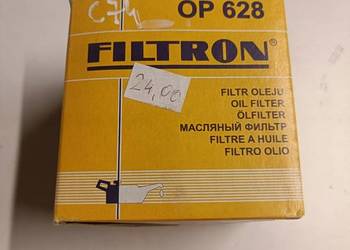 OP 628
FILTRON®
24,00
FILTR OLEJU
OIL FILTER
ÖLFILTER
МАСЛЯНЫЙ ФИЛЬТР
FILTRE A HUILE
FILTRO OLIO